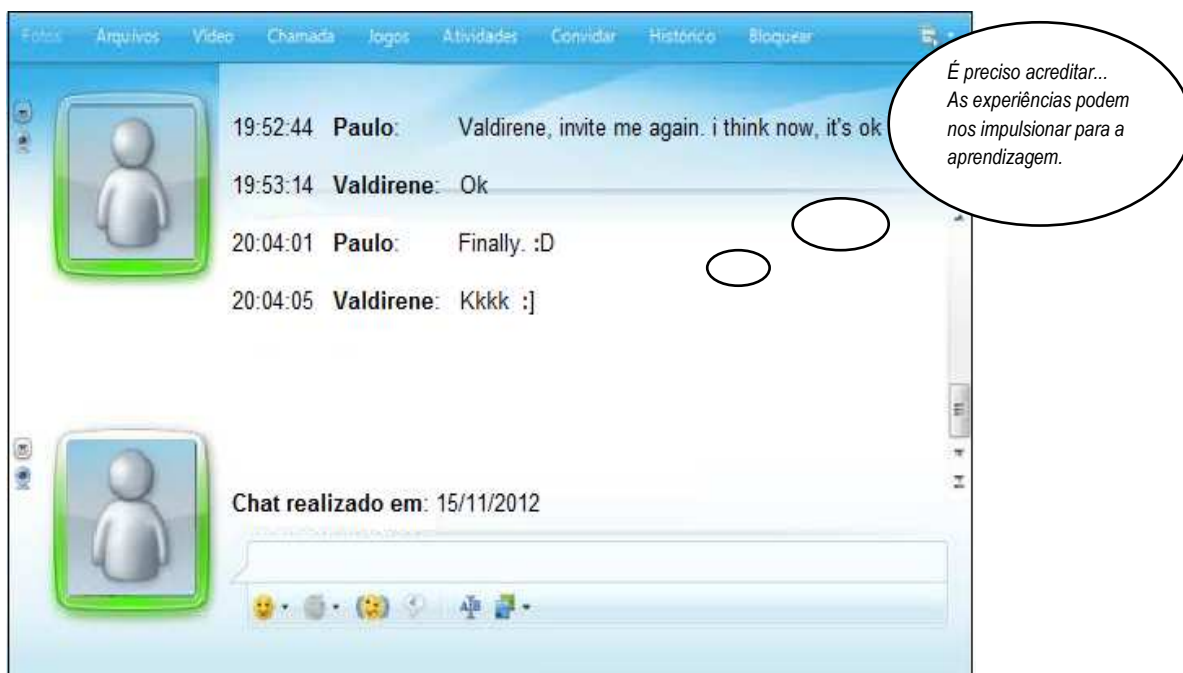 Fotos Arquivos Vídeo Chamada Jogos Atividades Convidar Histórico Bloquear
É preciso acreditar...
As experiências podem
nos impulsionar para a
aprendizagem.
19:52:44 Paulo: Valdirene, invite me again. i think now, it's ok
19:53:14 Valdirene: Ok
20:04:01 Paulo: Finally. :D
20:04:05 Valdirene: Kkkk :]
Chat realizado em: 15/11/2012